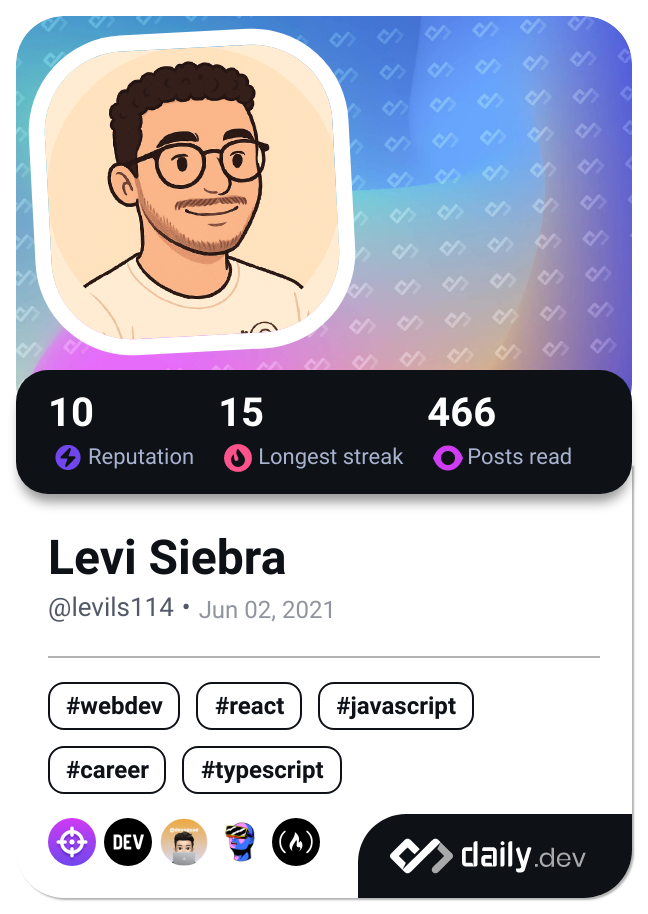 10 15 466
Reputation Longest streak Posts read
Levi Siebra
@levils114 • Jun 02, 2021
#webdev #react #javascript
#career #typescript
DEV
daily.dev